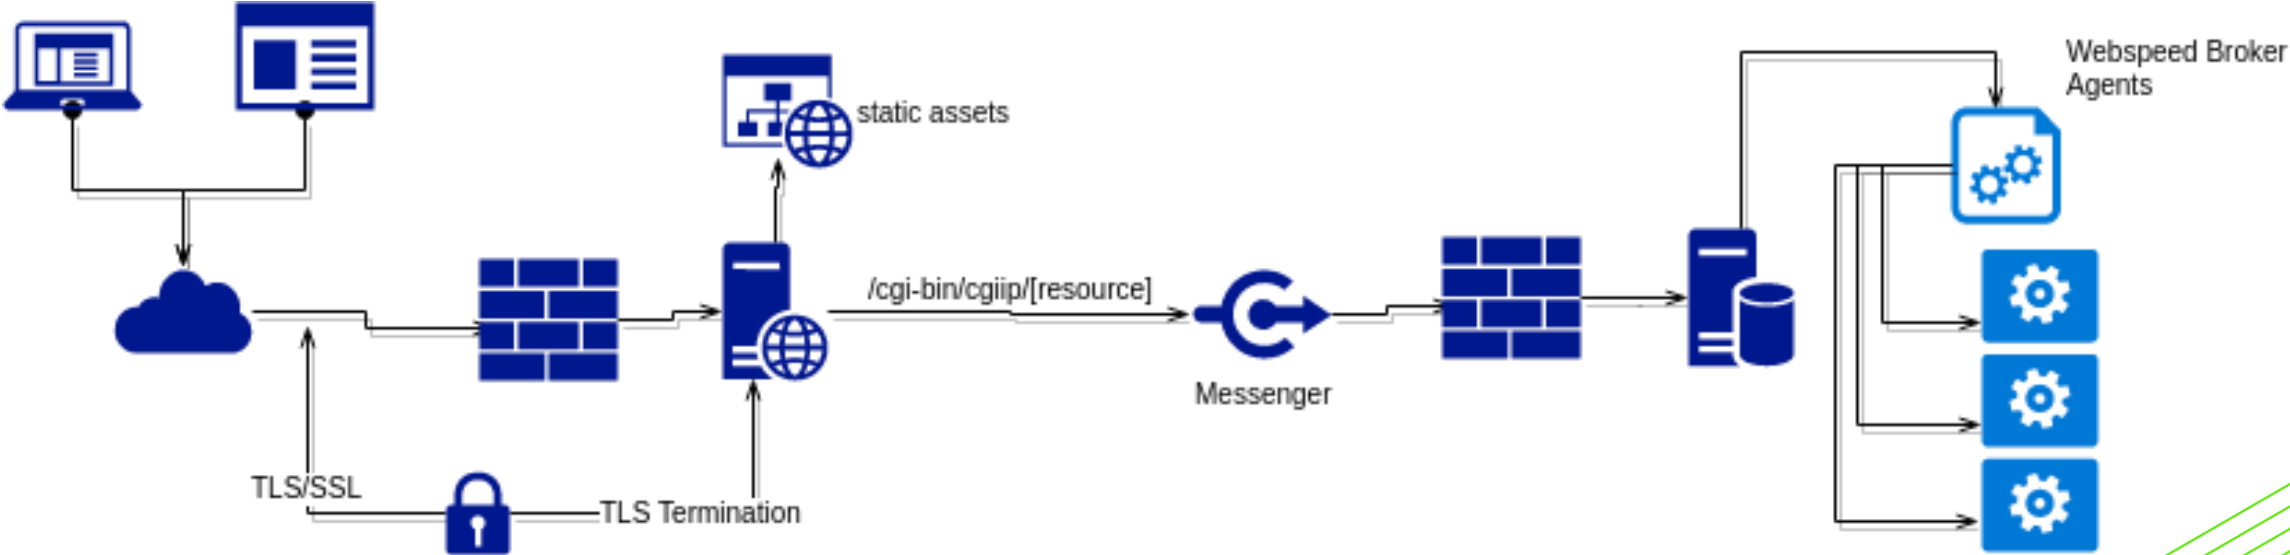 Webspeed Broker
Agents
static assets
/cgi-bin/cgiip/[resource]
Messenger
TLS/SSL
TLS Termination